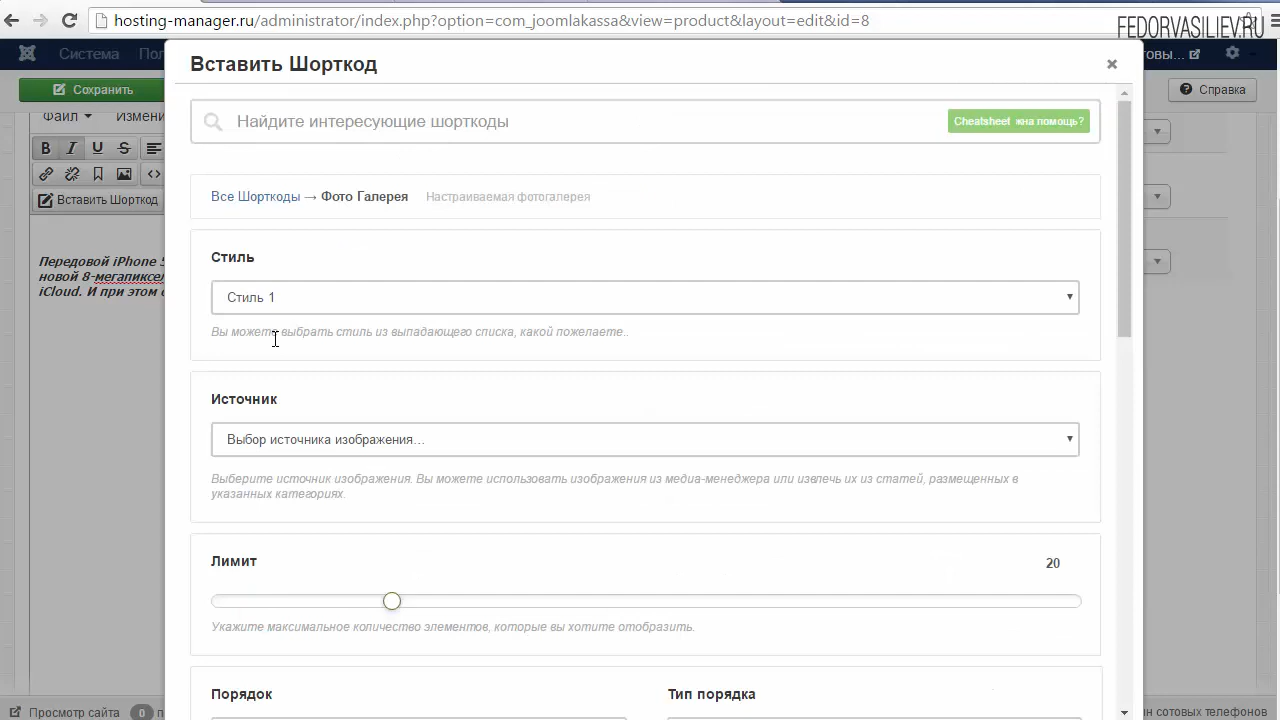 hosting-manager.ru/administrator/index.php?option=com_joomlakassa&view=product&layout=edit&id=8
FEDORVASILIEV.RU
Система
Сохранить
Справка
Файл
Вставить Шорткод
Передовой iPhone
новой 8-мегапиксел
iCloud. И при этом
Вставить Шорткод
×
Найдите интересующие шорткоды
Cheatsheet жна помощь?
Все Шорткоды → Фото Галерея Настраиваемая фотогалерея
Стиль
Стиль 1
Вы можете выбрать стиль из выпадающего списка, какой пожелаете..
Источник
Выбор источника изображения...
Выберите источник изображения. Вы можете использовать изображения из медиа-менеджера или извлечь их из статей, размещенных в
указанных категориях.
Лимит
20
Укажите максимальное количество элементов, которые вы хотите отобразить.
Порядок
Тип порядка
Просмотр сайта 0
ин сотовых телефонов